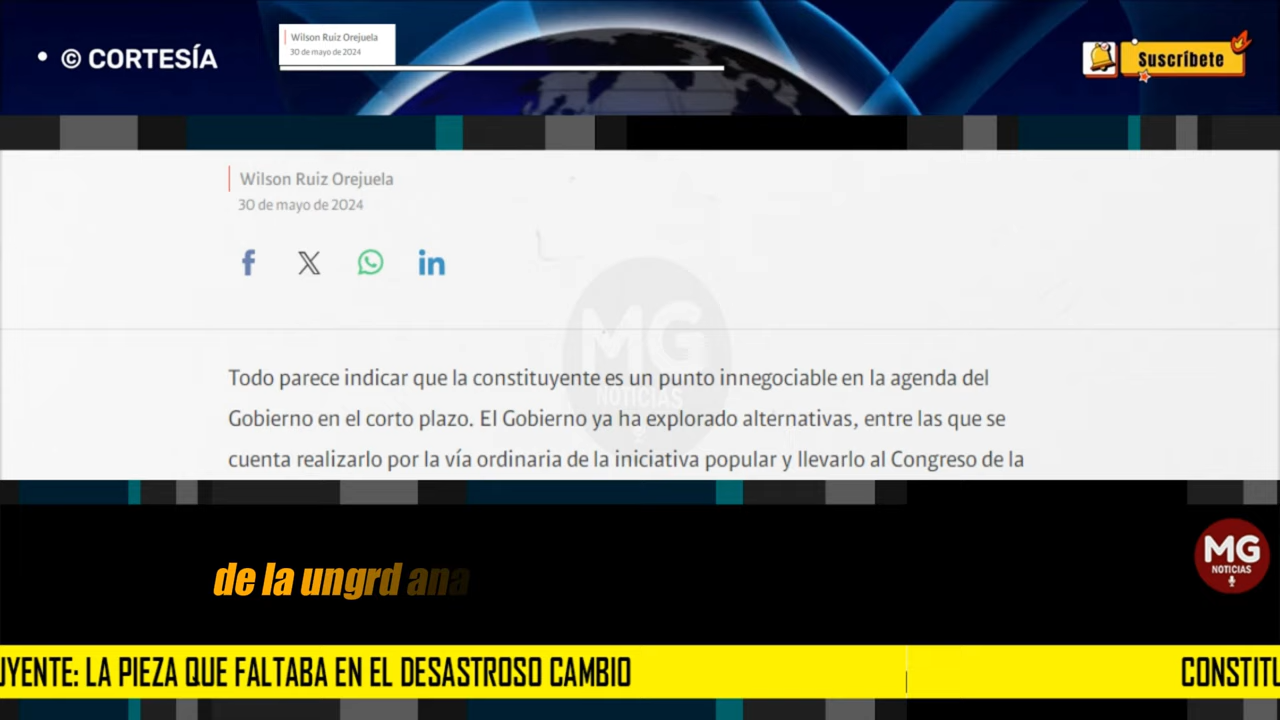 • © CORTESÍA
Wilson Ruiz Orejuela
30 de mayo de 2024
Suscríbete
Wilson Ruiz Orejuela
30 de mayo de 2024
MG
NOTICIAS
Todo parece indicar que la constituyente es un punto innegociable en la agenda del
Gobierno en el corto plazo. El Gobierno ya ha explorado alternativas, entre las que se
cuenta realizarlo por la vía ordinaria de la iniciativa popular y llevarlo al Congreso de la
de la ungrd ana
MG
NOTICIAS
UYENTE: LA PIEZA QUE FALTABA EN EL DESASTROSO CAMBIO
CONSTITU